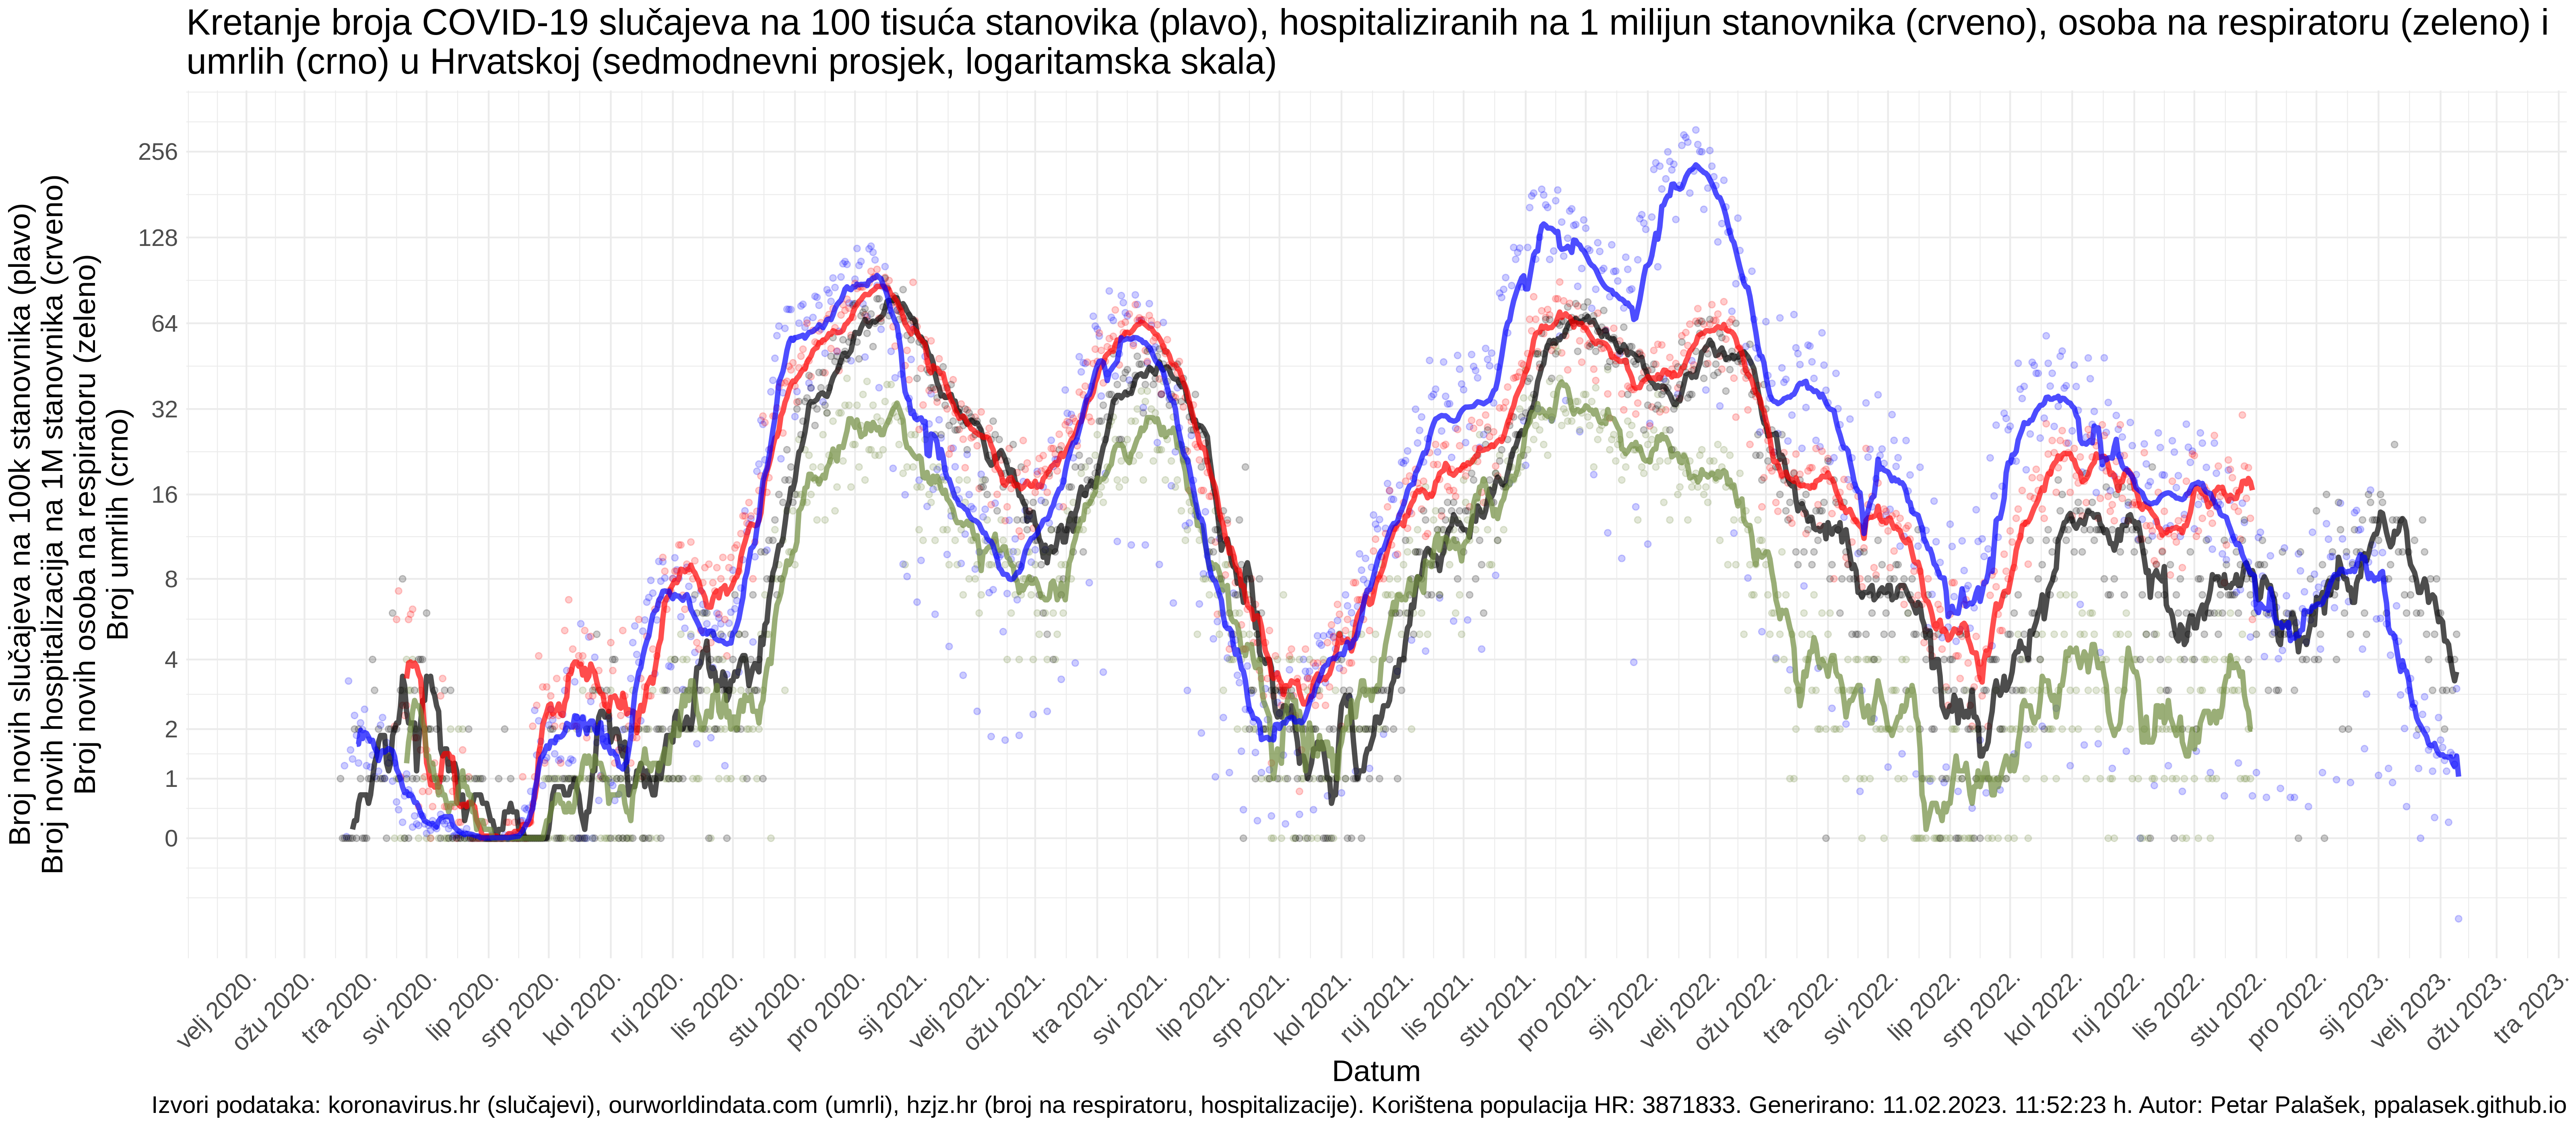 Kretanje broja COVID-19 slučajeva na 100 tisuća stanovika (plavo), hospitaliziranih na 1 milijun stanovnika (crveno), osoba na respiratoru (zeleno) i
umrlih (crno) u Hrvatskoj (sedmodnevni prosjek, logaritamska skala)
Broj novih slučajeva na 100k stanovnika (plavo)
Broj novih hospitalizacija na 1M stanovnika (crveno)
Broj novih osoba na respiratoru (zeleno)
Broj umrlih (crno)
256
128
64
32
16
8
4
2
1
0
velj 2020.
ožu 2020.
tra 2020.
svi 2020.
lip 2020.
srp 2020.
kol 2020.
ruj 2020.
lis 2020.
stu 2020.
pro 2020.
sij 2021.
velj 2021.
ožu 2021.
tra 2021.
svi 2021.
lip 2021.
srp 2021.
kol 2021.
ruj 2021.
lis 2021.
stu 2021.
pro 2021.
sij 2022.
velj 2022.
ožu 2022.
tra 2022.
svi 2022.
lip 2022.
srp 2022.
kol 2022.
ruj 2022.
lis 2022.
stu 2022.
pro 2022.
sij 2023.
velj 2023.
ožu 2023.
tra 2023.
Datum
Izvori podataka: koronavirus.hr (slučajevi), ourworldindata.com (umrli), hzjz.hr (broj na respiratoru, hospitalizacije). Korištena populacija HR: 3871833. Generirano: 11.02.2023. 11:52:23 h. Autor: Petar Palašek, ppalasek.github.io